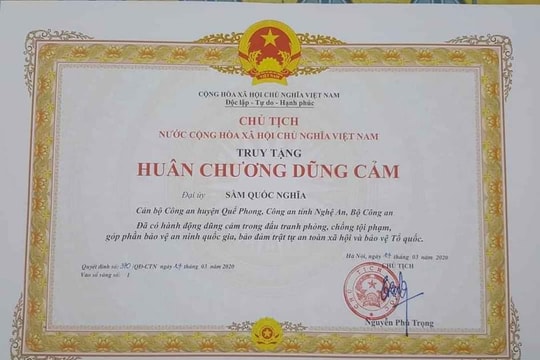 CỘNG HÒA XÃ HỘI CHỦ NGHĨA VIỆT NAM
Độc lập - Tự do - Hạnh phúc
CHỦ TỊCH
NƯỚC CỘNG HÒA XÃ HỘI CHỦ NGHĨA VIỆT NAM
TRUY TẶNG
HUÂN CHƯƠNG DŨNG CẢM
Đại úy SẦM QUỐC NGHĨA
Cán bộ Công an huyện Quế Phong, Công an tỉnh Nghệ An, Bộ Công an
Đã có hành động dũng cảm trong đấu tranh phòng, chống tội phạm,
góp phần bảo vệ an ninh quốc gia, bảo đảm trật tự an toàn xã hội và bảo vệ Tổ quốc.
Hà Nội, ngày 03 năm 2020
Quyết định số: /QĐ-CTN ngày 03 năm 2020
CHỦ TỊCH
Vào sổ vàng số: 1
Nguyễn Phú Trọng